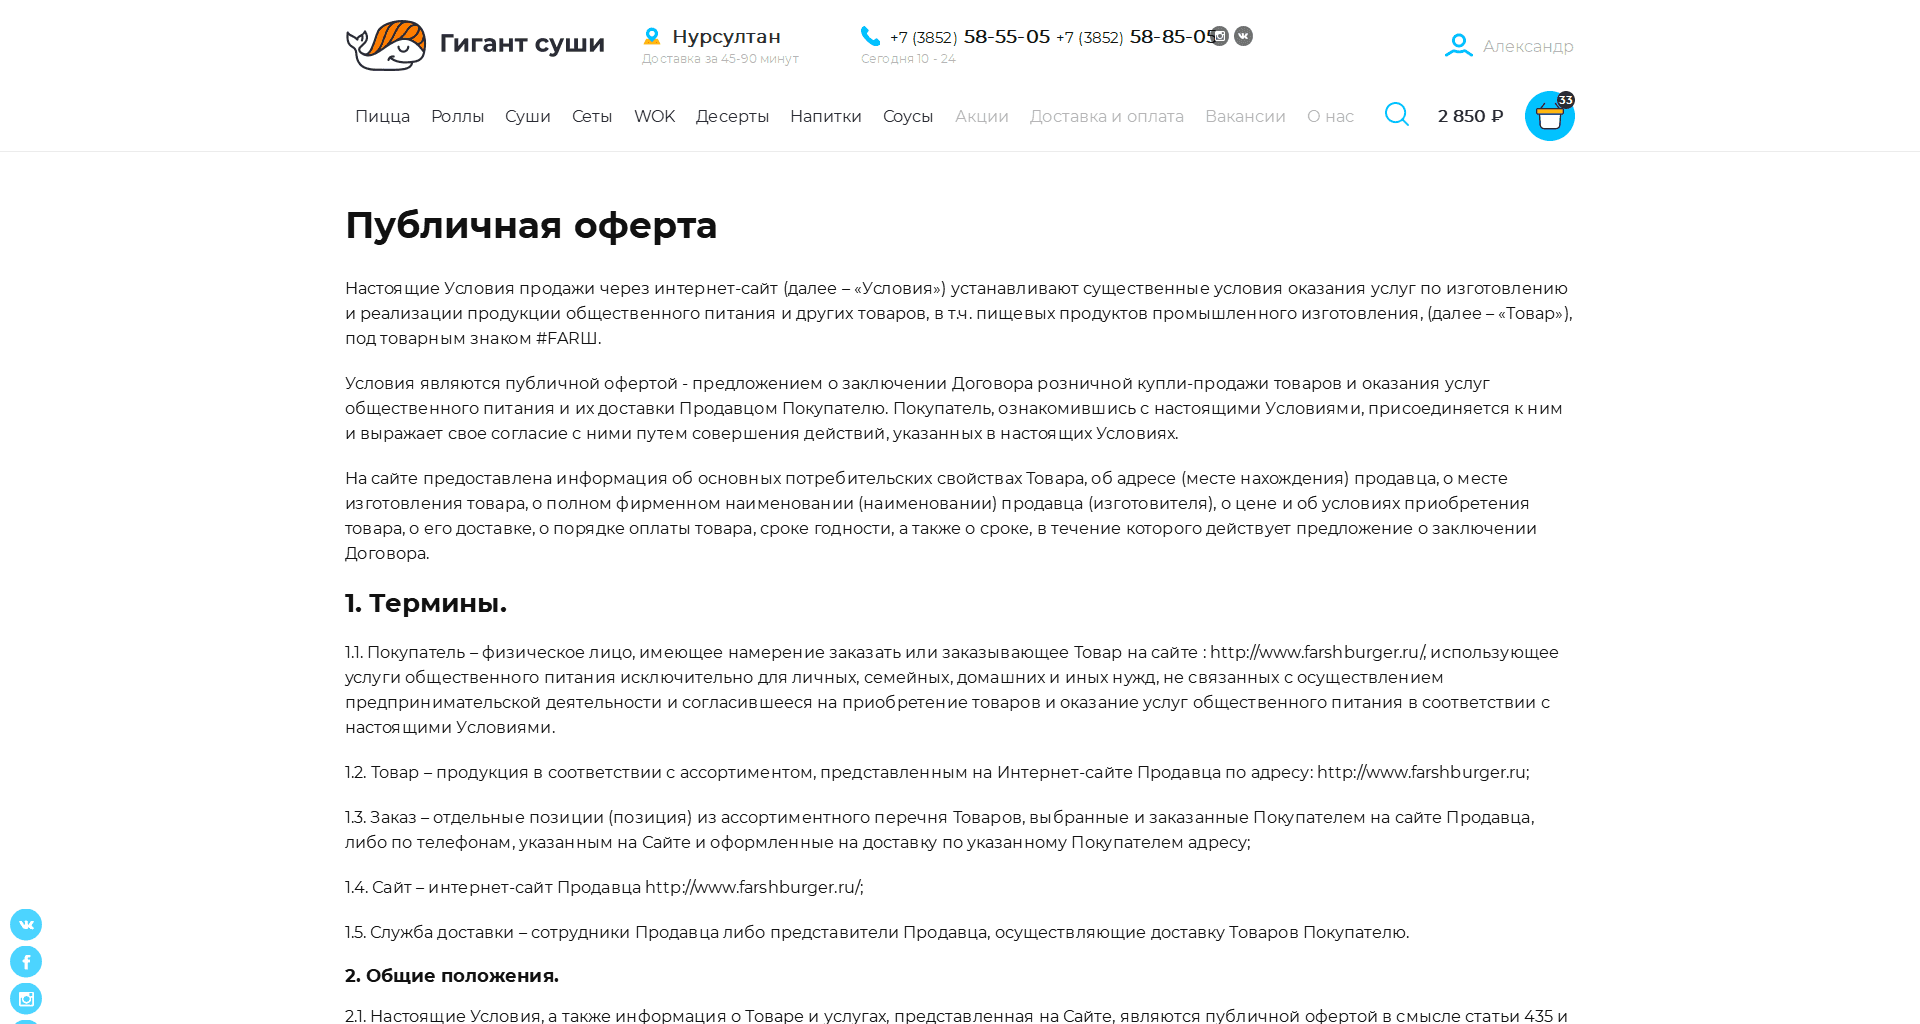 Гигант суши
Нурсултан
Доставка за 45-90 минут
+7 (3852) 58-55-05 +7 (3852) 58-85-05
Сегодня 10 - 24
Александр
Пицца Роллы Суши Сеты WOK Десерты Напитки Соусы Акции Доставка и оплата Вакансии О нас 2 850 ₽ 33
Публичная оферта
Настоящие Условия продажи через интернет-сайт (далее – «Условия») устанавливают существенные условия оказания услуг по изготовлению
и реализации продукции общественного питания и других товаров, в т.ч. пищевых продуктов промышленного изготовления, (далее – «Товар»),
под товарным знаком #FARШ.
Условия являются публичной офертой - предложением о заключении Договора розничной купли-продажи товаров и оказания услуг
общественного питания и их доставки Продавцом Покупателю. Покупатель, ознакомившись с настоящими Условиями, присоединяется к ним
и выражает свое согласие с ними путем совершения действий, указанных в настоящих Условиях.
На сайте предоставлена информация об основных потребительских свойствах Товара, об адресе (месте нахождения) продавца, о месте
изготовления товара, о полном фирменном наименовании (наименовании) продавца (изготовителя), о цене и об условиях приобретения
товара, о его доставке, о порядке оплаты товара, сроке годности, а также о сроке, в течение которого действует предложение о заключении
Договора.
1. Термины.
1.1. Покупатель – физическое лицо, имеющее намерение заказать или заказывающее Товар на сайте : http://www.farshburger.ru/, использующее
услуги общественного питания исключительно для личных, семейных, домашних и иных нужд, не связанных с осуществлением
предпринимательской деятельности и согласившееся на приобретение товаров и оказание услуг общественного питания в соответствии с
настоящими Условиями.
1.2. Товар – продукция в соответствии с ассортиментом, представленным на Интернет-сайте Продавца по адресу: http://www.farshburger.ru;
1.3. Заказ – отдельные позиции (позиция) из ассортиментного перечня Товаров, выбранные и заказанные Покупателем на сайте Продавца,
либо по телефонам, указанным на Сайте и оформленные на доставку по указанному Покупателем адресу;
1.4. Сайт – интернет-сайт Продавца http://www.farshburger.ru/;
1.5. Служба доставки – сотрудники Продавца либо представители Продавца, осуществляющие доставку Товаров Покупателю.
2. Общие положения.
2.1. Настоящие Условия, а также информация о Товаре и услугах, представленная на Сайте, являются публичной офертой в смысле статьи 435 и